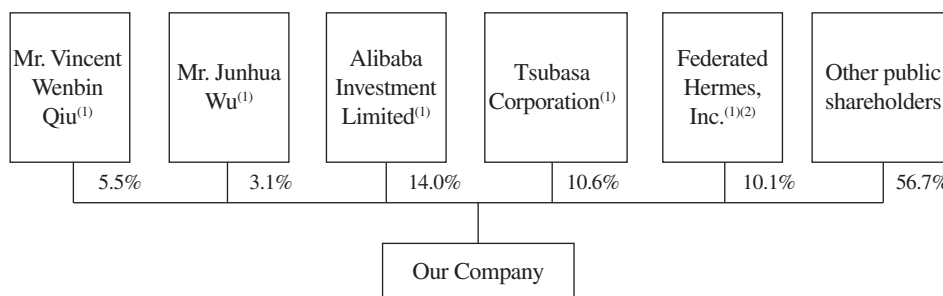 Mr. Vincent
Wenbin
Qiu(1)
Mr. Junhua
Wu(1)
Alibaba
Investment
Limited(1)
Tsubasa
Corporation(1)
Federated
Hermes,
Inc.(1)(2)
Other public
shareholders
5.5%
3.1%
14.0%
10.6%
10.1%
56.7%
Our Company